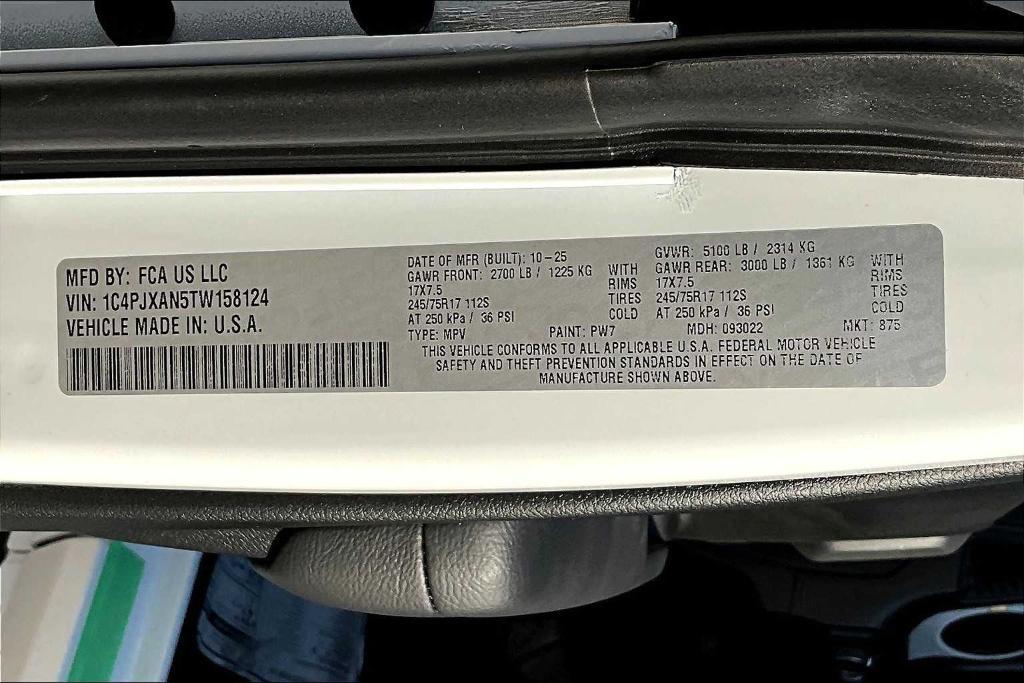 MFD BY: FCA US LLC
VIN: 1C4PJXAN5TW158124
VEHICLE MADE IN: U.S.A.
DATE OF MFR (BUILT): 10-25
GAWR FRONT: 2700 LB / 1225 KG WITH
17X7.5 RIMS
245/75R17 112S TIRES
AT 250 kPa / 36 PSI COLD
GVWR: 5100 LB / 2314 KG
GAWR REAR: 3000 LB / 1361 KG WITH
17X7.5 RIMS
245/75R17 112S TIRES
AT 250 kPa / 36 PSI COLD
TYPE: MPV PAINT: PW7 MDH: 093022 MKT: 875
THIS VEHICLE CONFORMS TO ALL APPLICABLE U.S.A. FEDERAL MOTOR VEHICLE
SAFETY AND THEFT PREVENTION STANDARDS IN EFFECT ON THE DATE OF
MANUFACTURE SHOWN ABOVE.